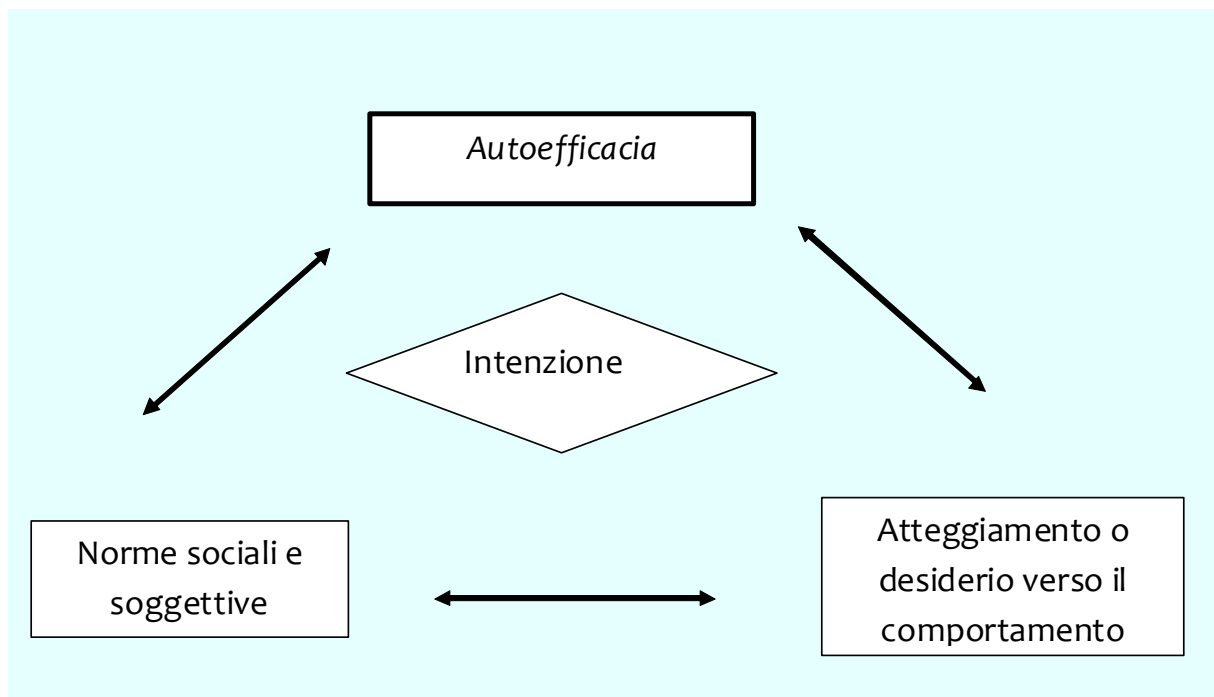 Autoefficacia
Intenzione
Norme sociali e
soggettive
Atteggiamento o
desiderio verso il
comportamento